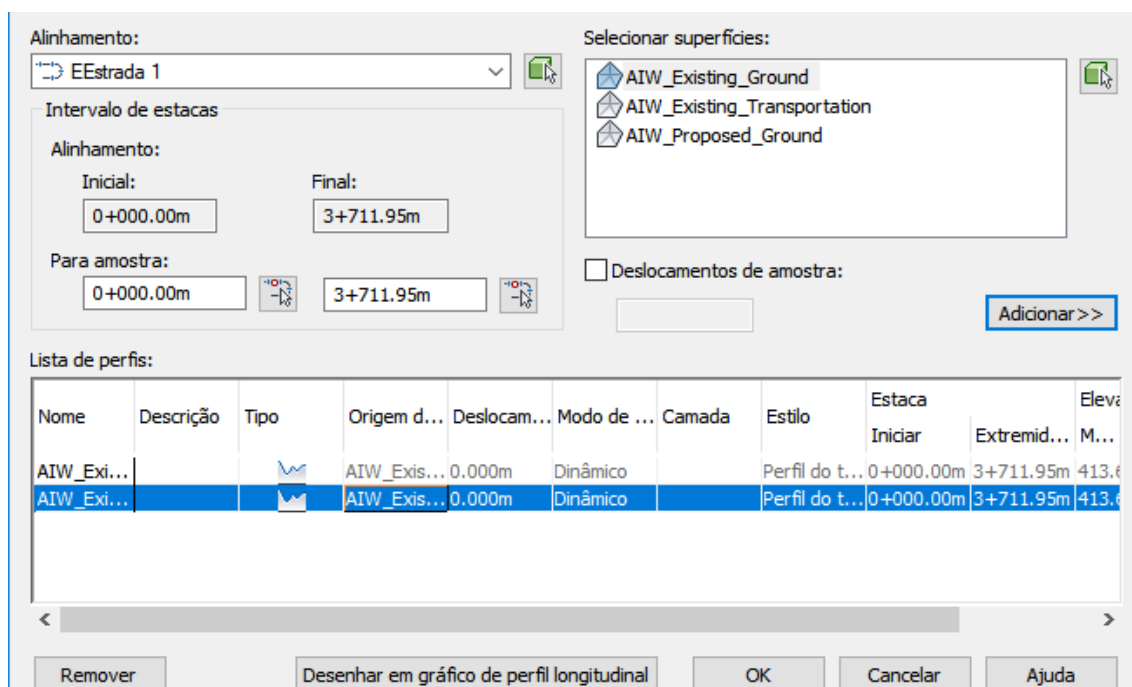 Alinhamento:
EEstrada 1
Intervalo de estacas
Alinhamento:
Inicial: Final:
0+000.00m 3+711.95m
Para amostra:
0+000.00m 3+711.95m
Selecionar superfícies:
AIW_Existing_Ground
AIW_Existing_Transportation
AIW_Proposed_Ground
Deslocamentos de amostra:
Adicionar>>
Lista de perfis:
Nome Descrição Tipo Origem d... Deslocam... Modo de ... Camada Estilo Estaca Eleva
Iniciar Extremid... M...
AIW_Exi... AIW_Exis... 0.000m Dinâmico Perfil do t... 0+000.00m 3+711.95m 413.6
AIW_Exi... AIW_Exis... 0.000m Dinâmico Perfil do t... 0+000.00m 3+711.95m 413.6
Remover Desenhar em gráfico de perfil longitudinal OK Cancelar Ajuda